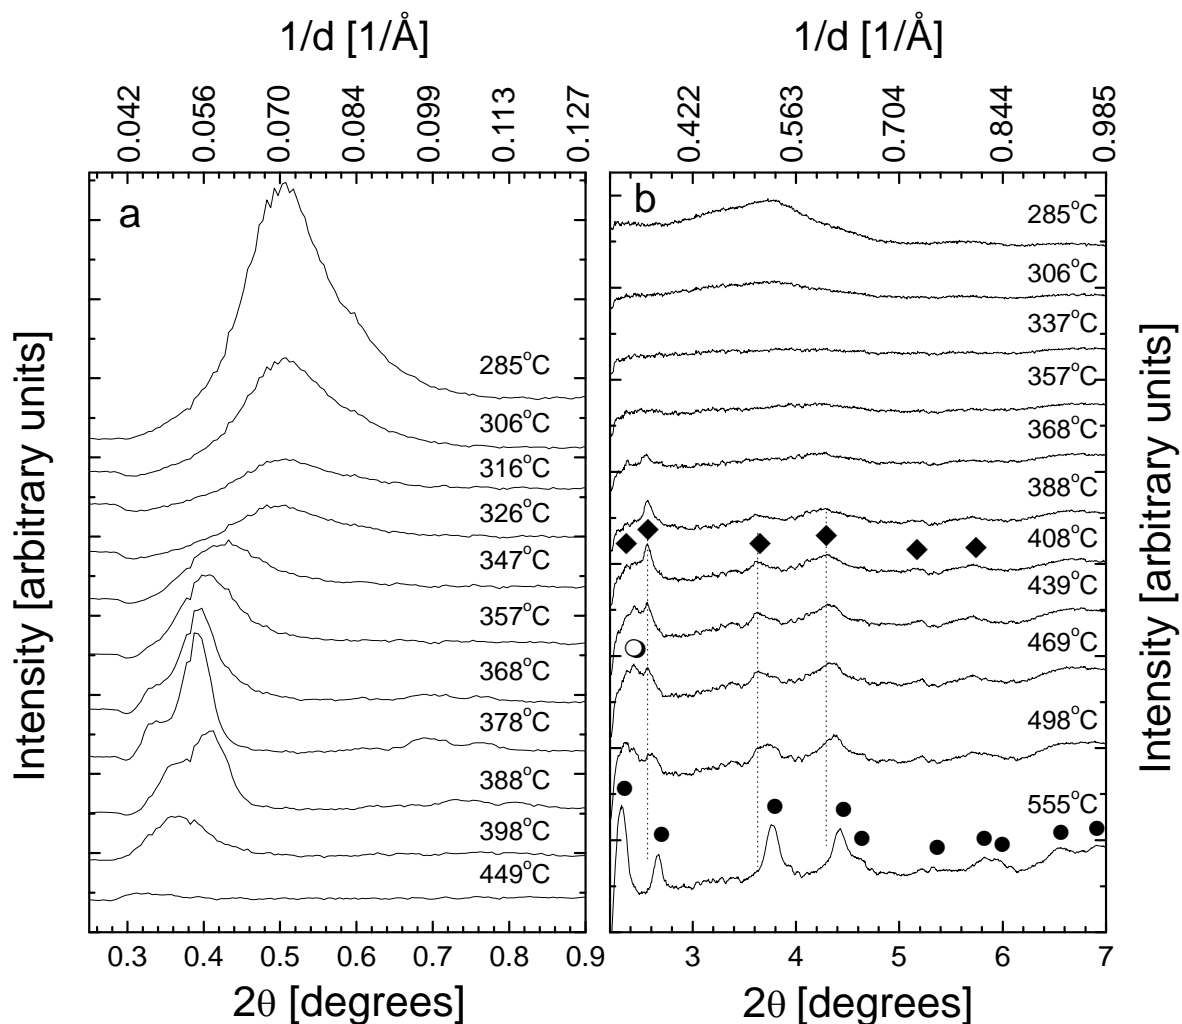 1/d [1/Å]
0.042 0.056 0.070 0.084 0.099 0.113 0.127
a
285°C
306°C
316°C
326°C
347°C
357°C
368°C
378°C
388°C
398°C
449°C
0.3 0.4 0.5 0.6 0.7 0.8 0.9
2θ [degrees]
Intensity [arbitrary units]
1/d [1/Å]
0.422 0.563 0.704 0.844 0.985
b
285°C
306°C
337°C
357°C
368°C
388°C
408°C
439°C
469°C
498°C
555°C
3 4 5 6 7
2θ [degrees]
Intensity [arbitrary units]